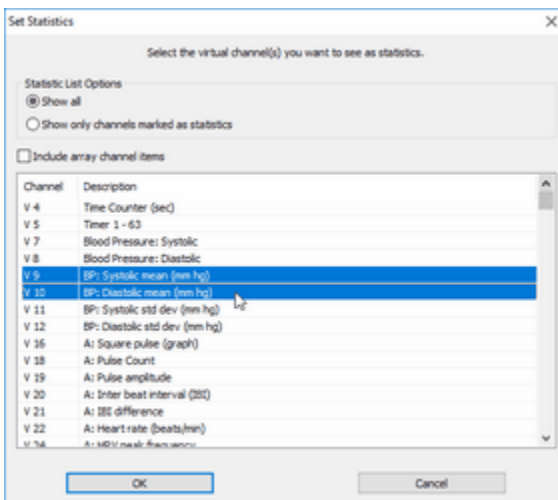 Set Statistics
Select the virtual channel(s) you want to see as statistics.
Statistic List Options
Show all
Show only channels marked as statistics
Include array channel items
Channel Description
V 4 Time Counter (sec)
V 5 Timer 1 - 63
V 7 Blood Pressure: Systolic
V 8 Blood Pressure: Diastolic
V 9 BP: Systolic mean (mm hg)
V 10 BP: Diastolic mean (mm hg)
V 11 BP: Systolic std dev (mm hg)
V 12 BP: Diastolic std dev (mm hg)
V 16 A: Square pulse (graph)
V 18 A: Pulse Count
V 19 A: Pulse amplitude
V 20 A: Inter beat interval (IBI)
V 21 A: IBI difference
V 22 A: Heart rate (beats/min)
V 24 A: HRV peak frequency
OK Cancel